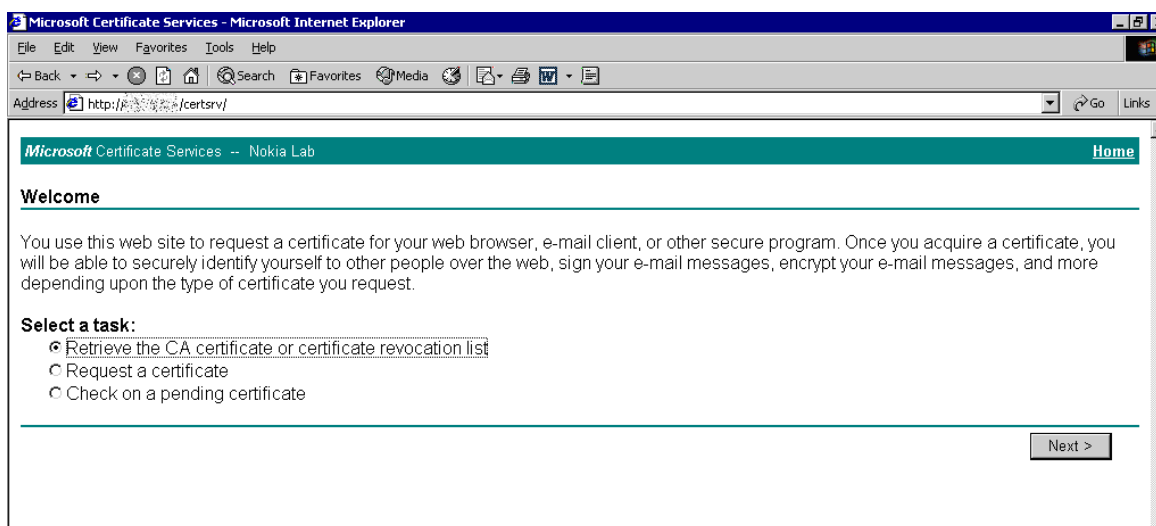 Microsoft Certificate Services - Microsoft Internet Explorer
File Edit View Favorites Tools Help
Back Search Favorites Media
Address http:// /certsrv/ Go Links
Microsoft Certificate Services -- Nokia Lab Home
Welcome
You use this web site to request a certificate for your web browser, e-mail client, or other secure program. Once you acquire a certificate, you
will be able to securely identify yourself to other people over the web, sign your e-mail messages, encrypt your e-mail messages, and more
depending upon the type of certificate you request.
Select a task:
Retrieve the CA certificate or certificate revocation list
Request a certificate
Check on a pending certificate
Next >